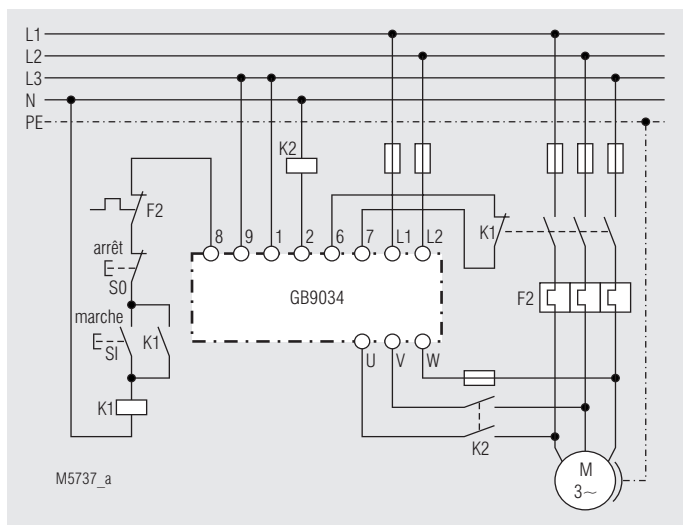 L1
L2
L3
N
PE
K2
F2
8 9 1 2 6 7 L1 L2
K1
arrêt
S0
GB9034
F2
marche
SI
K1
U V W
K1
K2
M
3~
M5737_a